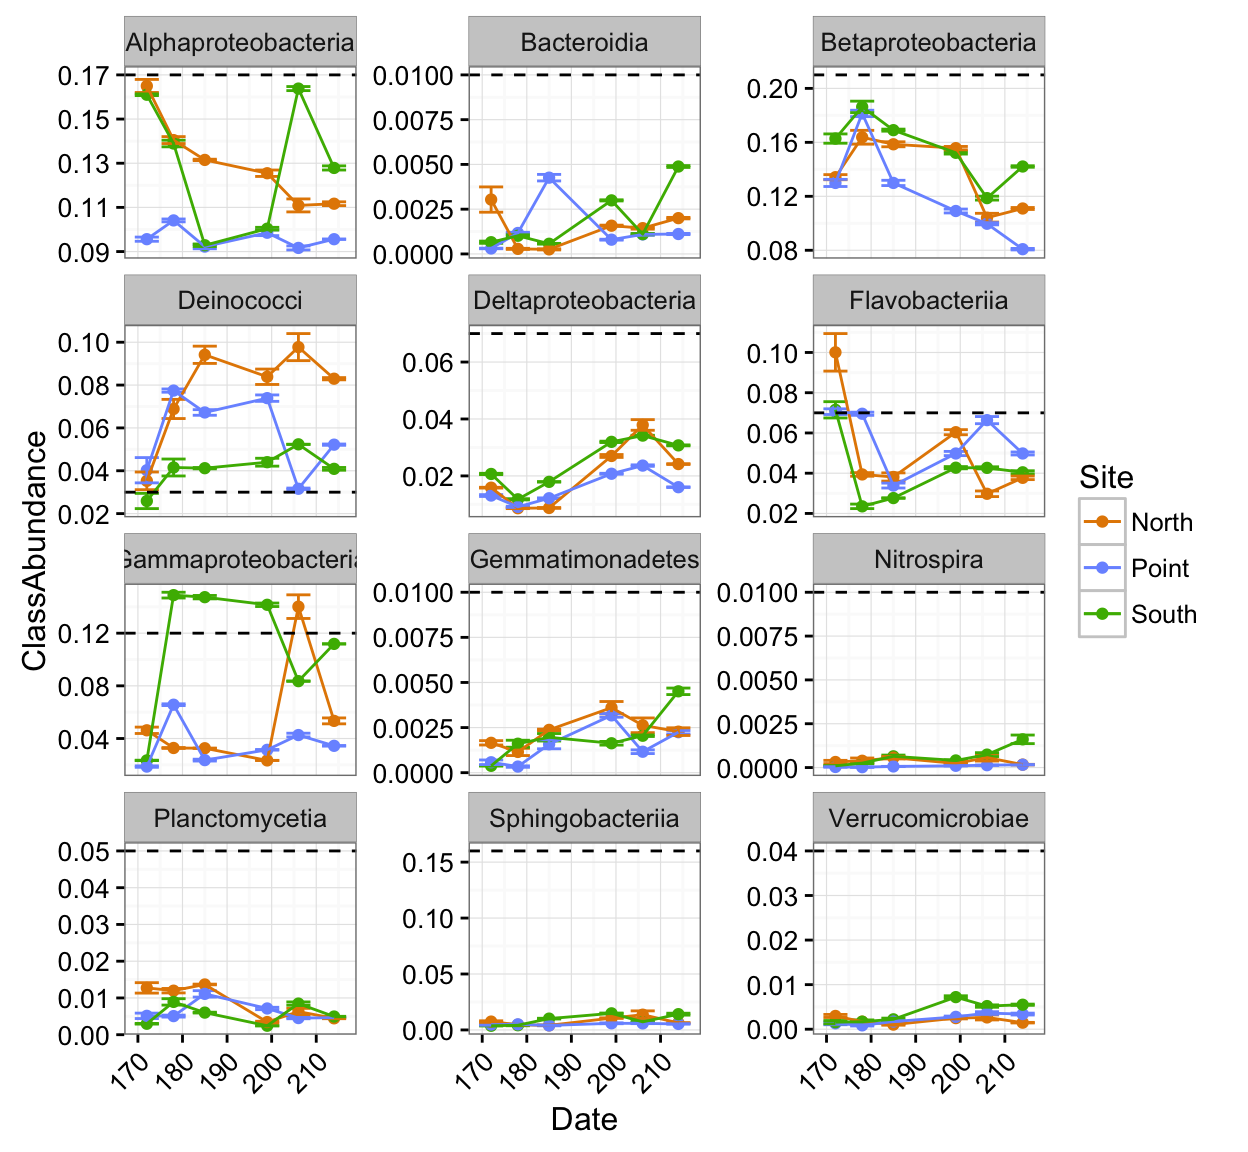 Alphaproteobacteria Bacteroidia Betaproteobacteria
0.17 0.15 0.13 0.11 0.09
0.0100 0.0075 0.0050 0.0025 0.0000
0.20 0.16 0.12 0.08
Deinococci Deltaproteobacteria Flavobacteriia
0.10 0.08 0.06 0.04 0.02
0.06 0.04 0.02
0.10 0.08 0.06 0.04 0.02
Gammaproteobacteria Gemmatimonadetes Nitrospira
0.12 0.08 0.04
0.0100 0.0075 0.0050 0.0025 0.0000
0.0100 0.0075 0.0050 0.0025 0.0000
Planctomycetia Sphingobacteriia Verrucomicrobiae
0.05 0.04 0.03 0.02 0.01 0.00
0.15 0.10 0.05 0.00
0.04 0.03 0.02 0.01 0.00
170 180 190 200 210
170 180 190 200 210
170 180 190 200 210
Date
ClassAbundance
Site
North
Point
South